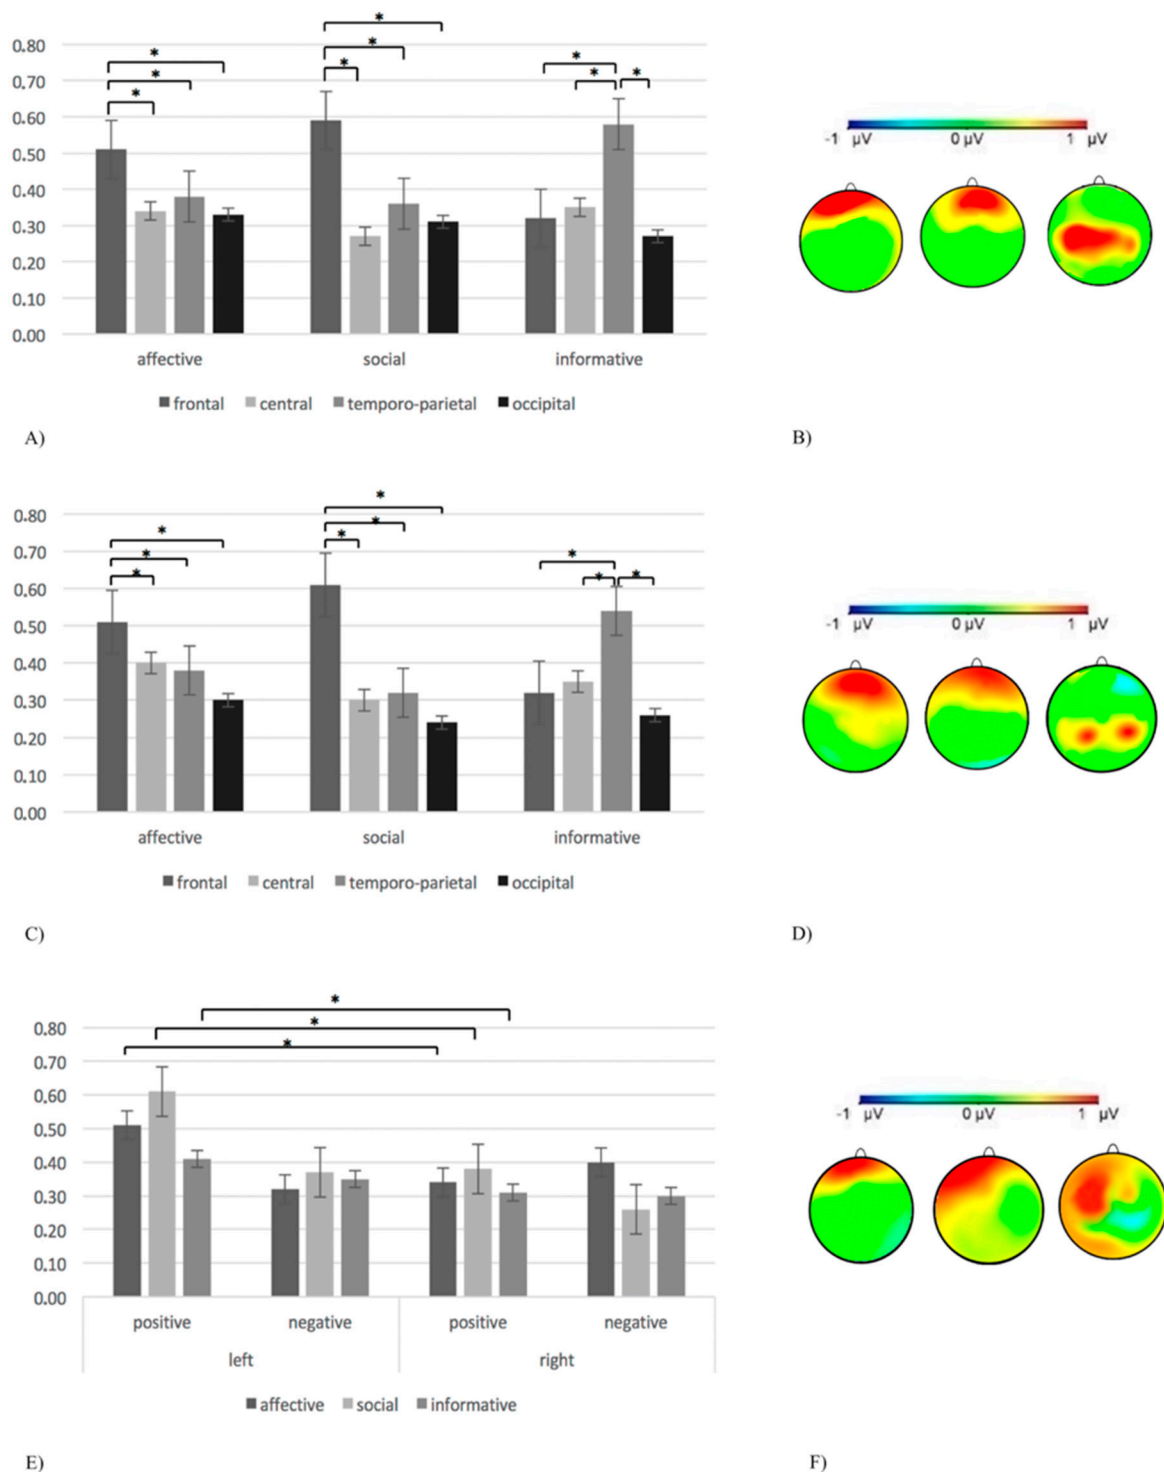 0.80
0.70
0.60
0.50
0.40
0.30
0.20
0.10
0.00
* * * * * * * * *
affective social informative
frontal central temporo-parietal occipital
A)
-1 μV 0 μV 1 μV
B)
0.80
0.70
0.60
0.50
0.40
0.30
0.20
0.10
0.00
* * * * * * * * *
affective social informative
frontal central temporo-parietal occipital
C)
-1 μV 0 μV 1 μV
D)
0.80
0.70
0.60
0.50
0.40
0.30
0.20
0.10
0.00
* * *
positive negative positive negative
left right
affective social informative
E)
-1 μV 0 μV 1 μV
F)